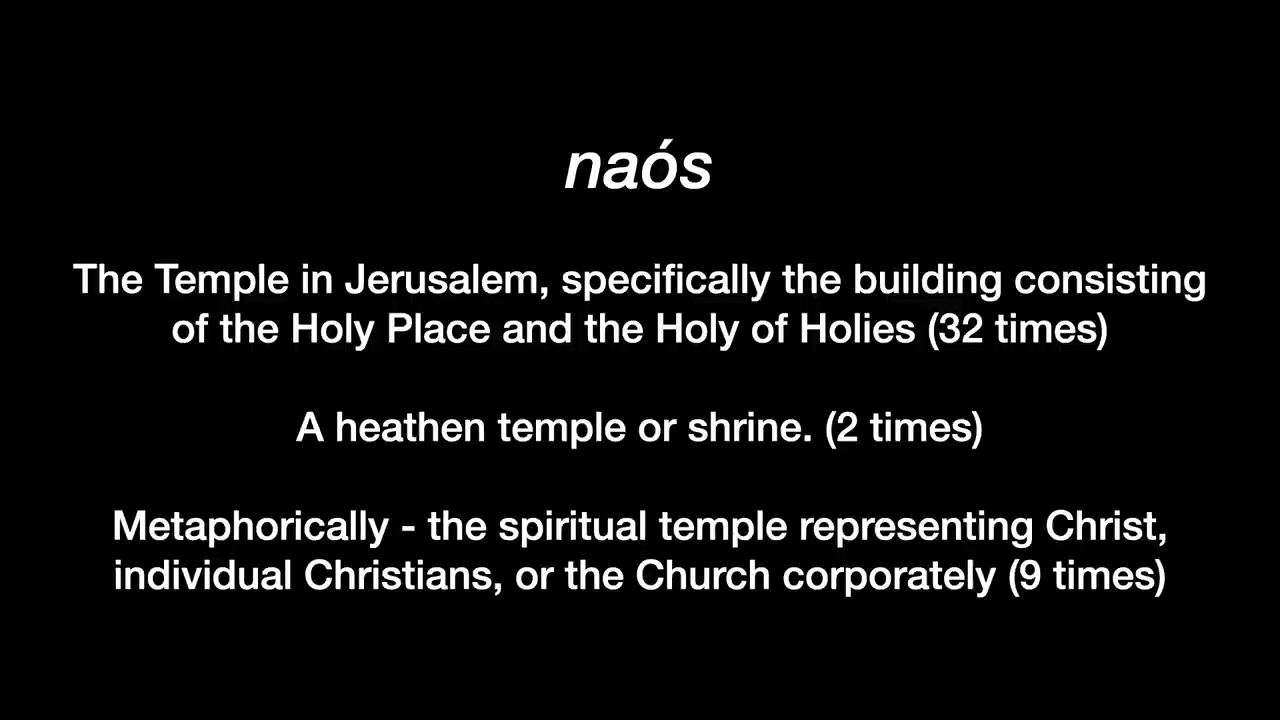 naós
The Temple in Jerusalem, specifically the building consisting
of the Holy Place and the Holy of Holies (32 times)
A heathen temple or shrine. (2 times)
Metaphorically - the spiritual temple representing Christ,
individual Christians, or the Church corporately (9 times)